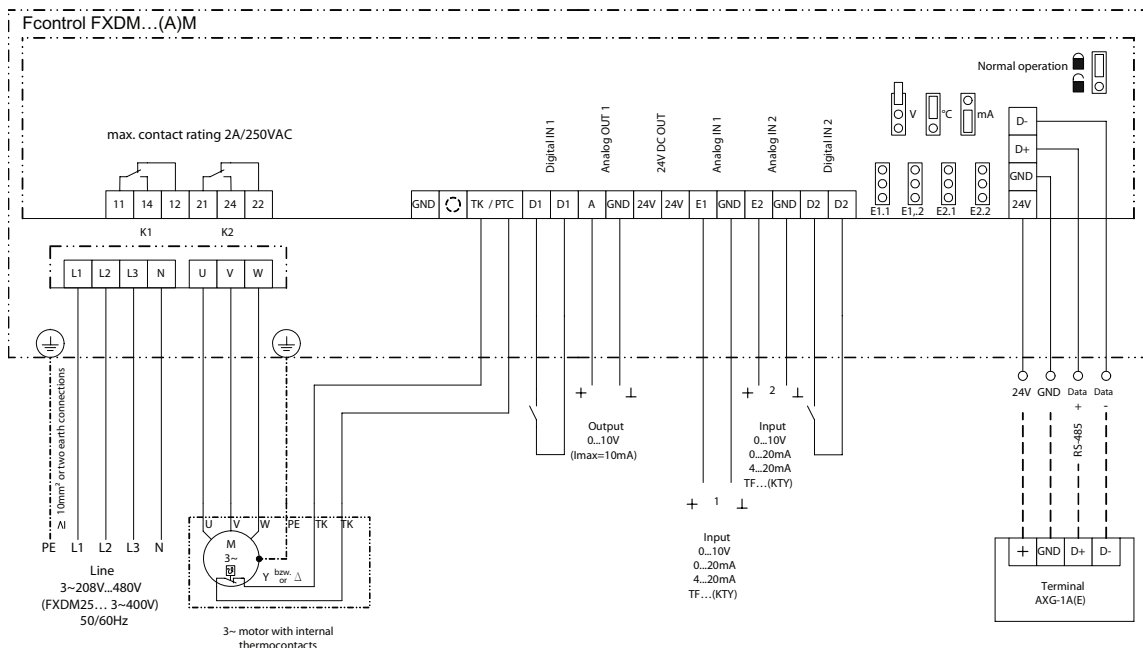 Fcontrol FXDM…(A)M
Normal operation
V
°C
mA
max. contact rating 2A/250VAC
Digital IN 1
Analog OUT 1
24V DC OUT
Analog IN 1
Analog IN 2
Digital IN 2
D-
D+
GND
24V
11 14 12 21 24 22
K1 K2
GND TK / PTC D1 D1 A GND 24V 24V E1 GND E2 GND D2 D2
E1.1 E1,.2 E2.1 E2.2
L1 L2 L3 N U V W
≥ 10mm² or two earth connections
PE L1 L2 L3 N
Line
3~208V...480V
(FXDM25… 3~400V)
50/60Hz
U V W PE TK TK
M
3~
ϑ
Y bzw. or Δ
3~ motor with internal
thermocontacts
+ ⊥
Output
0...10V
(Imax=10mA)
+ 1 ⊥
Input
0...10V
0...20mA
4...20mA
TF…(KTY)
+ 2 ⊥
Input
0...10V
0...20mA
4...20mA
TF…(KTY)
24V GND Data + Data -
RS-485
+ GND D+ D-
Terminal
AXG-1A(E)